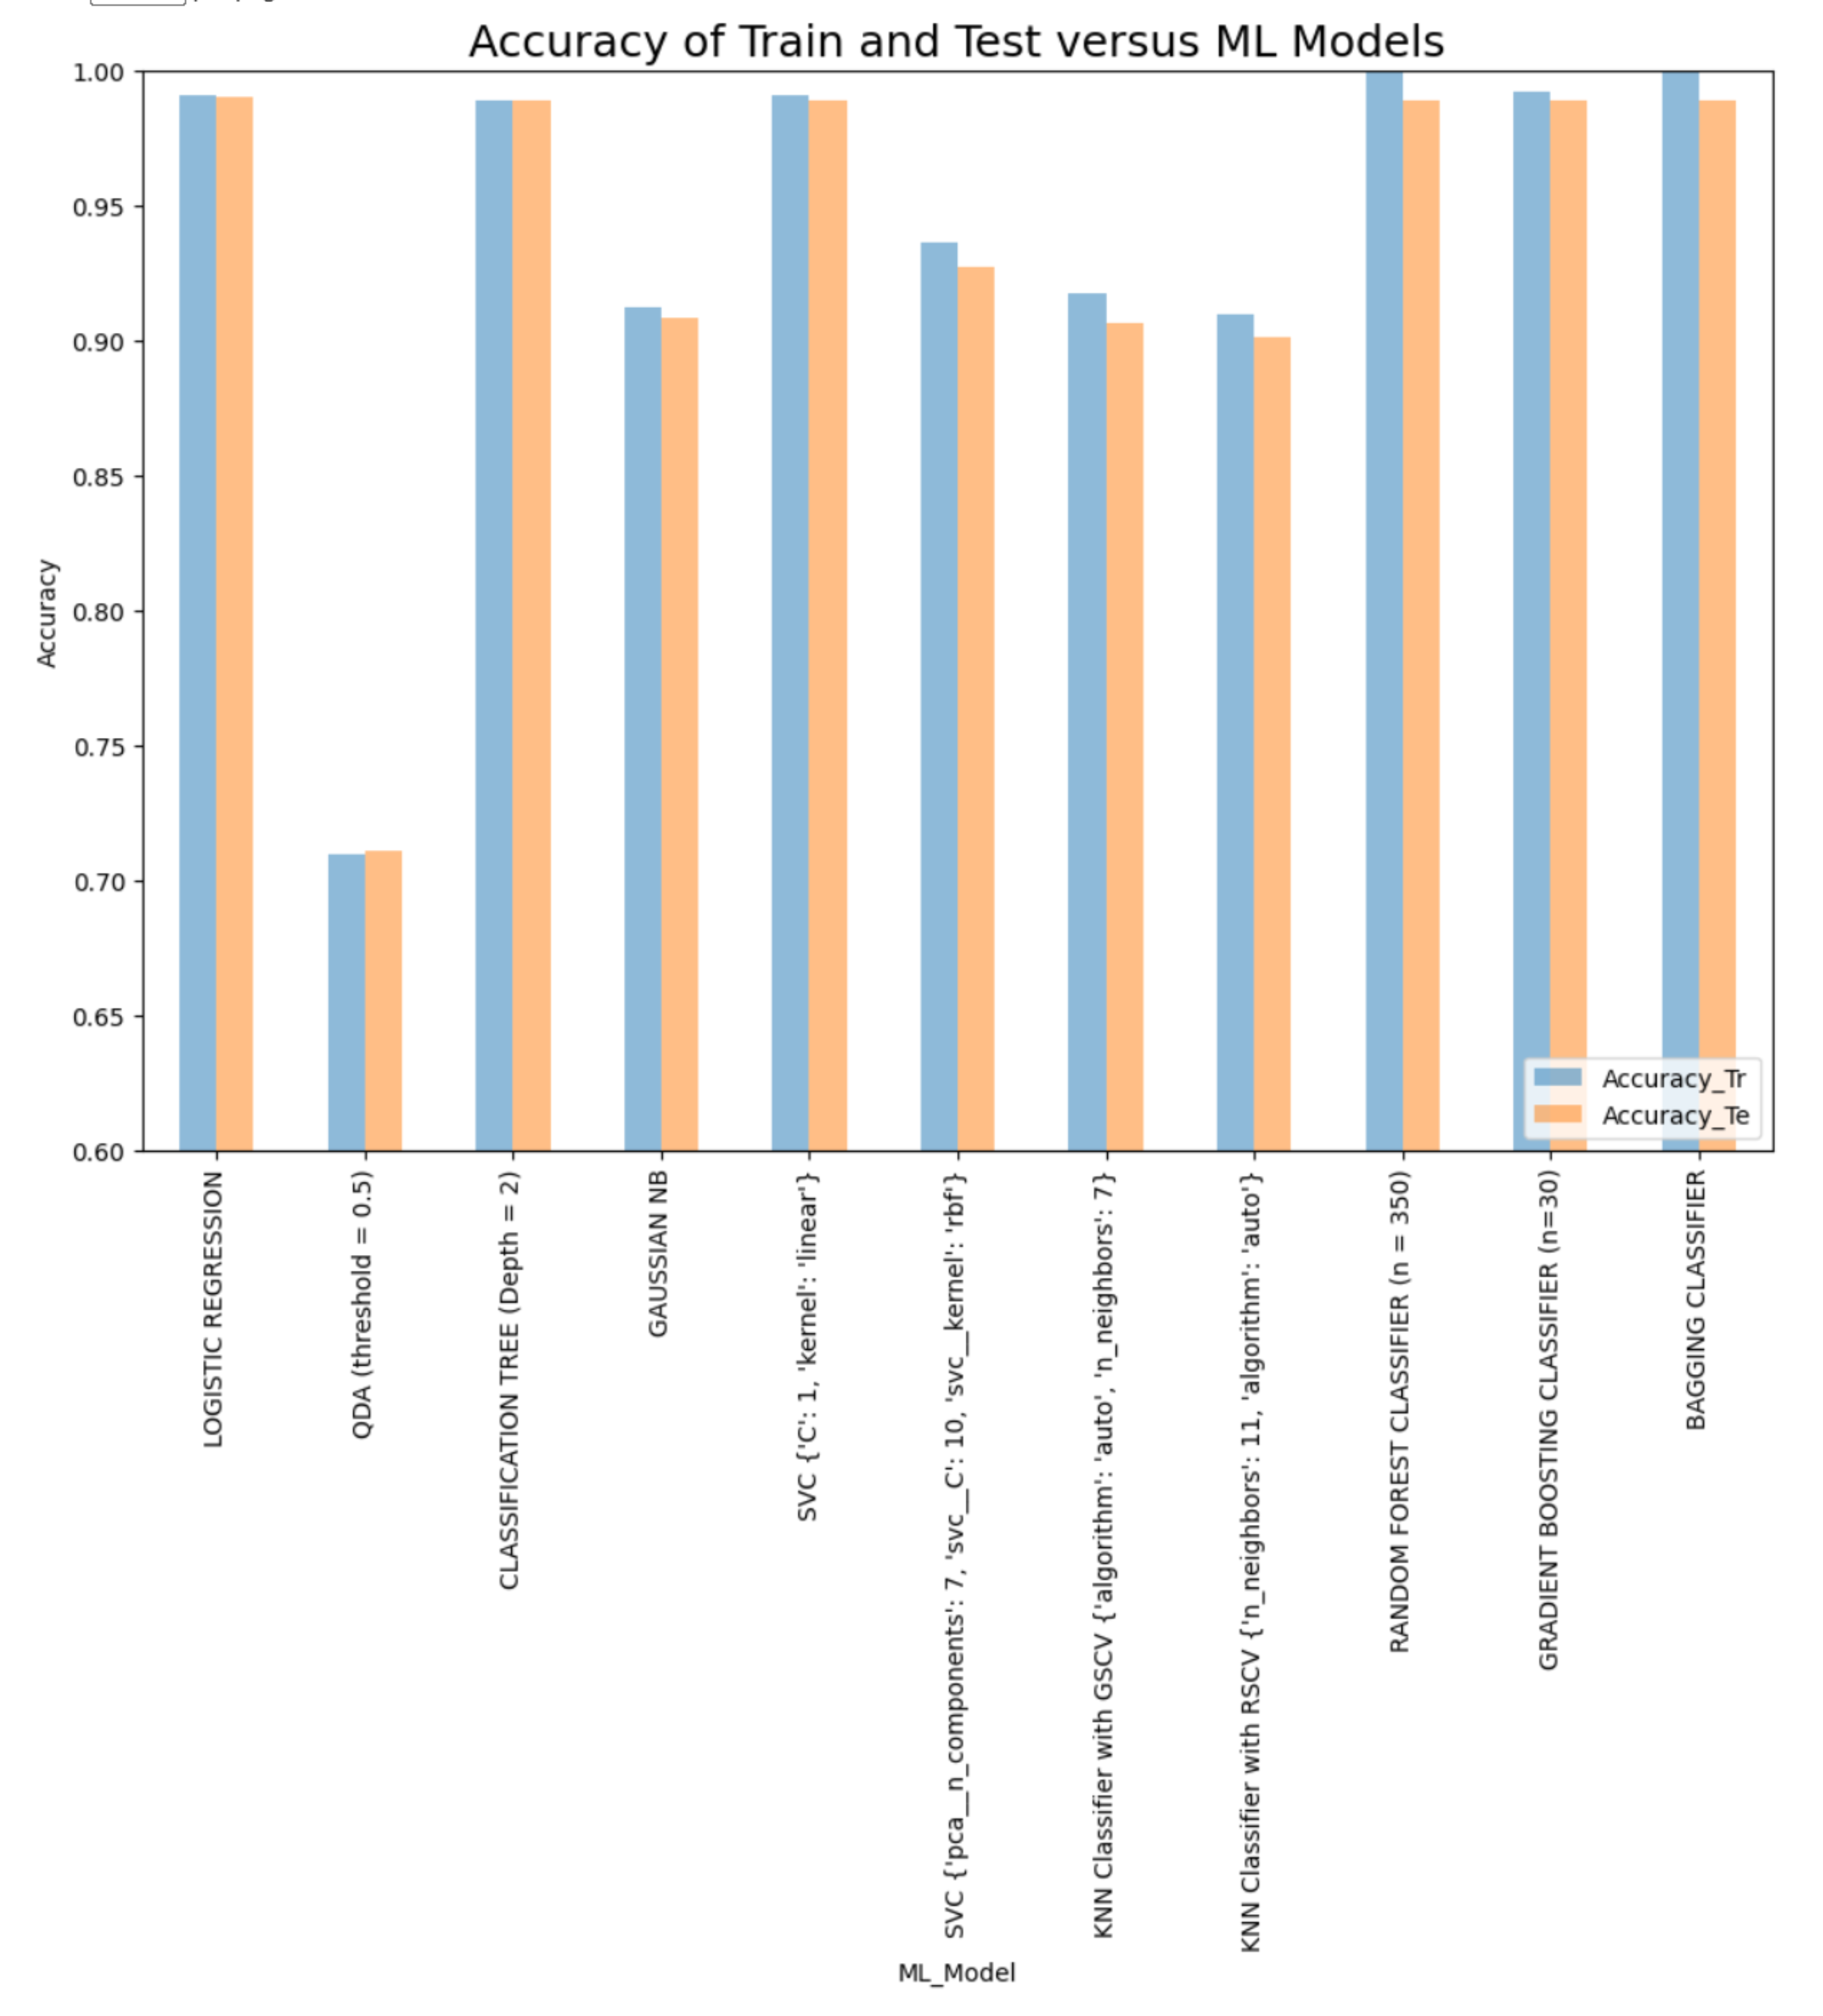 Accuracy of Train and Test versus ML Models
1.00
0.95
0.90
0.85
0.80
0.75
0.70
0.65
0.60
Accuracy
Accuracy_Tr
Accuracy_Te
LOGISTIC REGRESSION
QDA (threshold = 0.5)
CLASSIFICATION TREE (Depth = 2)
GAUSSIAN NB
SVC {'C': 1, 'kernel': 'linear'}
SVC {'pca__n_components': 7, 'svc__C': 10, 'svc__kernel': 'rbf'}
KNN Classifier with GSCV {'algorithm': 'auto', 'n_neighbors': 7}
KNN Classifier with RSCV {'n_neighbors': 11, 'algorithm': 'auto'}
RANDOM FOREST CLASSIFIER (n = 350)
GRADIENT BOOSTING CLASSIFIER (n=30)
BAGGING CLASSIFIER
ML_Model